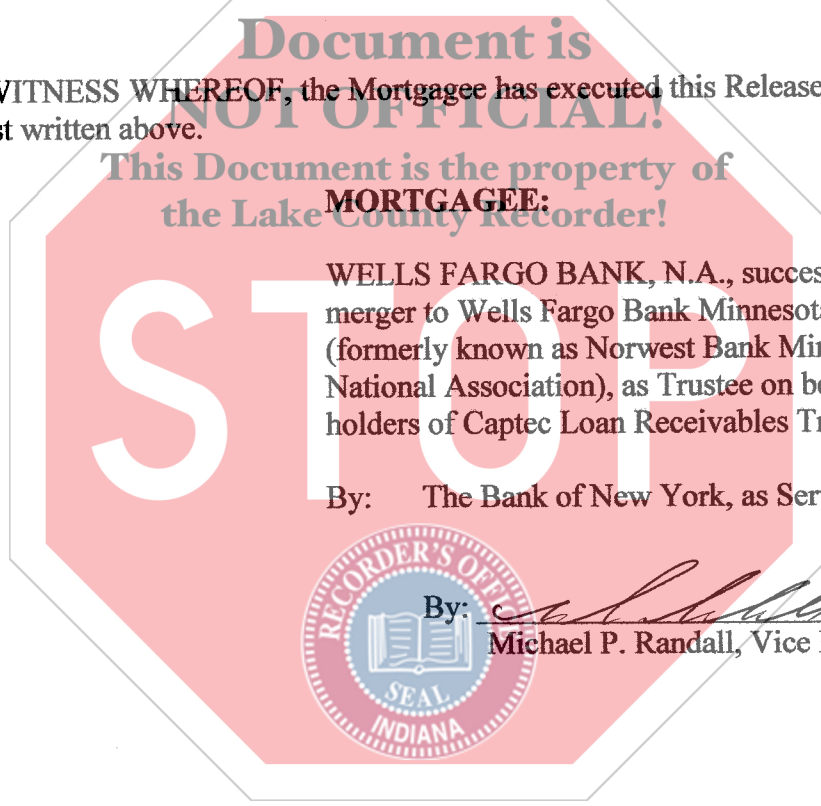 Document is
WITNESS WHEREOF, the Mortgagee has executed this Release
NOT OFFICIAL!
st written above.
This Document is the property of
the Lake County Recorder!
MORTGAGEE:
WELLS FARGO BANK, N.A., succes
merger to Wells Fargo Bank Minnesota
(formerly known as Norwest Bank Min
National Association), as Trustee on be
holders of Captec Loan Receivables Tr
STOP
By: The Bank of New York, as Ser
RECORDER'S OFFICE
By:
Michael P. Randall, Vice
SEAL
INDIANA